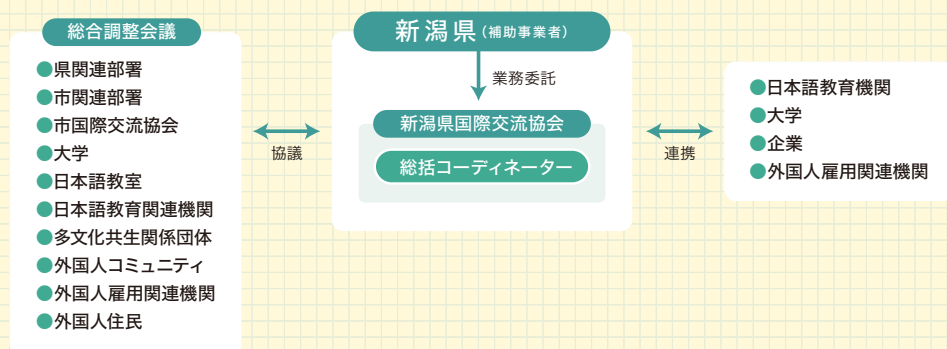 総合調整会議
●県関連部署
●市関連部署
●市国際交流協会
●大学
●日本語教室
●日本語教育関連機関
●多文化共生関係団体
●外国人コミュニティ
●外国人雇用関連機関
●外国人住民
協議
新潟県（補助事業者）
業務委託
新潟県国際交流協会
総括コーディネーター
連携
●日本語教育機関
●大学
●企業
●外国人雇用関連機関